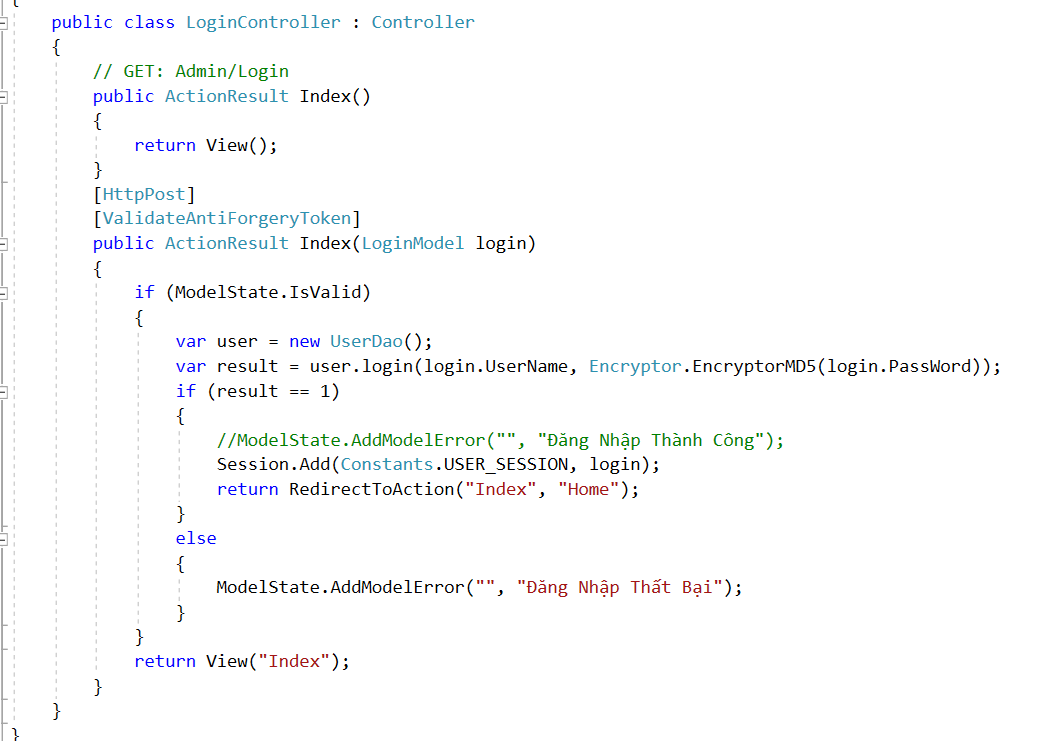 {
public class LoginController : Controller
{
// GET: Admin/Login
public ActionResult Index()
{
return View();
}
[HttpPost]
[ValidateAntiForgeryToken]
public ActionResult Index(LoginModel login)
{
if (ModelState.IsValid)
{
var user = new UserDao();
var result = user.login(login.UserName, Encryptor.EncryptorMD5(login.PassWord));
if (result == 1)
{
//ModelState.AddModelError("", "Đăng Nhập Thành Công");
Session.Add(Constants.USER_SESSION, login);
return RedirectToAction("Index", "Home");
}
else
{
ModelState.AddModelError("", "Đăng Nhập Thất Bại");
}
}
return View("Index");
}
}
}